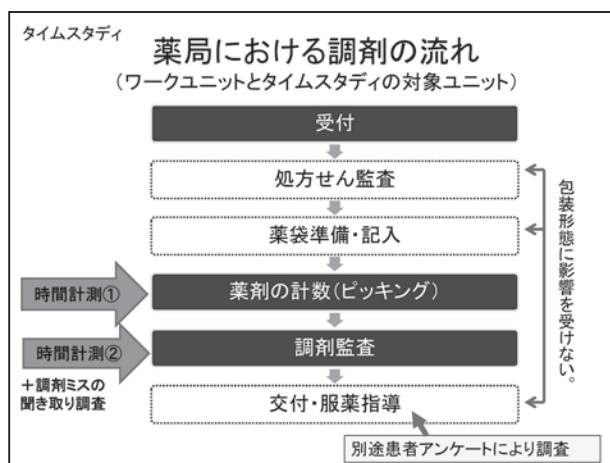 タイムスタディ
薬局における調剤の流れ
（ワークユニットとタイムスタディの対象ユニット）
受付
処方せん監査
薬袋準備・記入
時間計測①
薬剤の計数（ピッキング）
時間計測②
調剤監査
＋調剤ミスの
聞き取り調査
交付・服薬指導
包装形態に影響を受けない。
別途患者アンケートにより調査